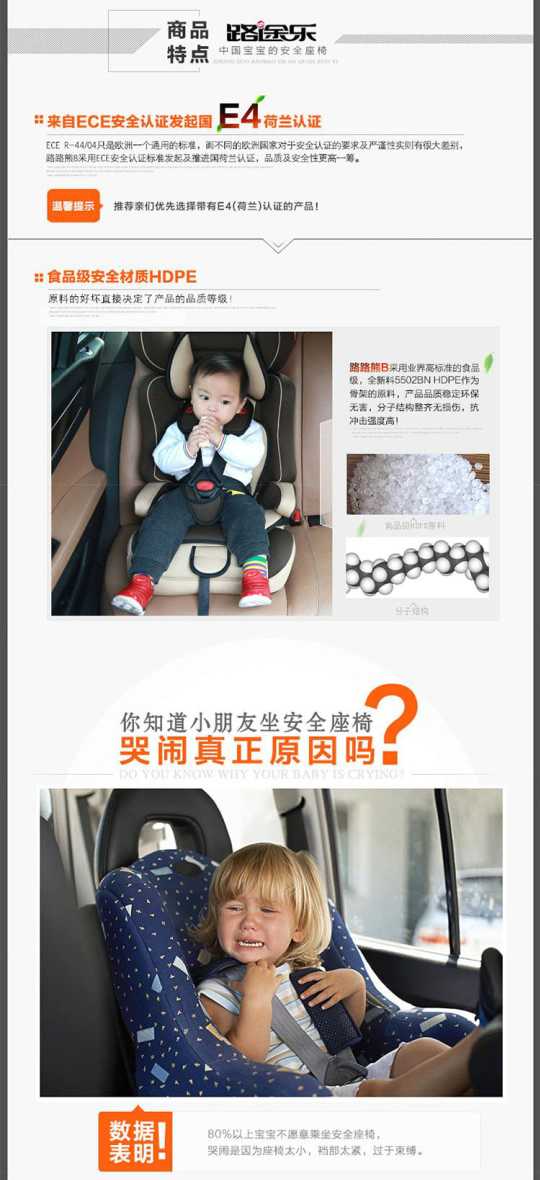 商品
特点
路途乐
中国宝宝的安全座椅
来自ECE安全认证发起国 E4 荷兰认证
ECE R-44/04只是欧洲一个通用的标准，而不同的欧洲国家对于安全认证的要求及严谨性实则有很大差别，
路路熊B采用ECE安全认证标准发起及推进国荷兰认证，品质及安全性更高一筹。
温馨提示
推荐亲们优先选择带有E4(荷兰)认证的产品！
食品级安全材质HDPE
原料的好坏直接决定了产品的品质等级！
路路熊B采用业界高标准的食品
级，全新料5502BN HDPE作为
骨架的原料，产品品质稳定环保
无害，分子结构整齐无损伤，抗
冲击强度高！
食品级HDPE原料
分子结构
你知道小朋友坐安全座椅
哭闹真正原因吗？
DO YOU KNOW WHY YOUR BABY IS CRYING?
数据
表明！
80%以上宝宝不愿意乘坐安全座椅，
哭闹是因为座椅太小，裆部太紧，过于束缚。